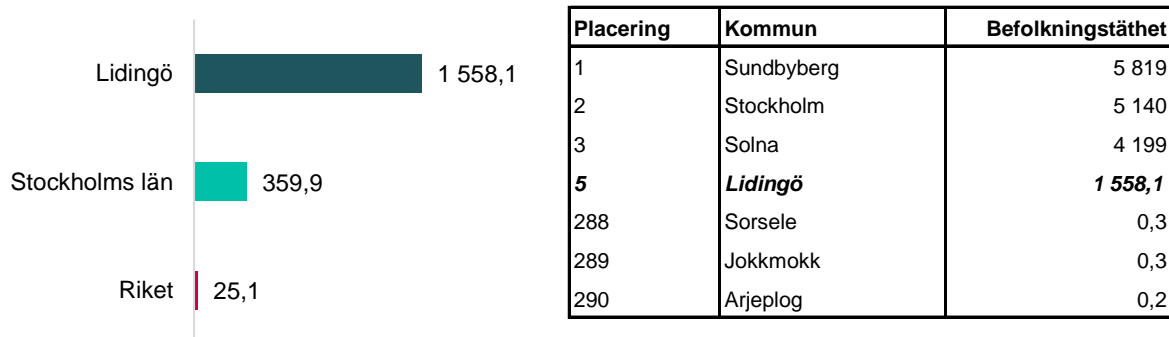 Lidingö 1 558,1
Stockholms län 359,9
Riket 25,1
Placering Kommun Befolkningstäthet
1 Sundbyberg 5 819
2 Stockholm 5 140
3 Solna 4 199
5 Lidingö 1 558,1
288 Sorsele 0,3
289 Jokkmokk 0,3
290 Arjeplog 0,2